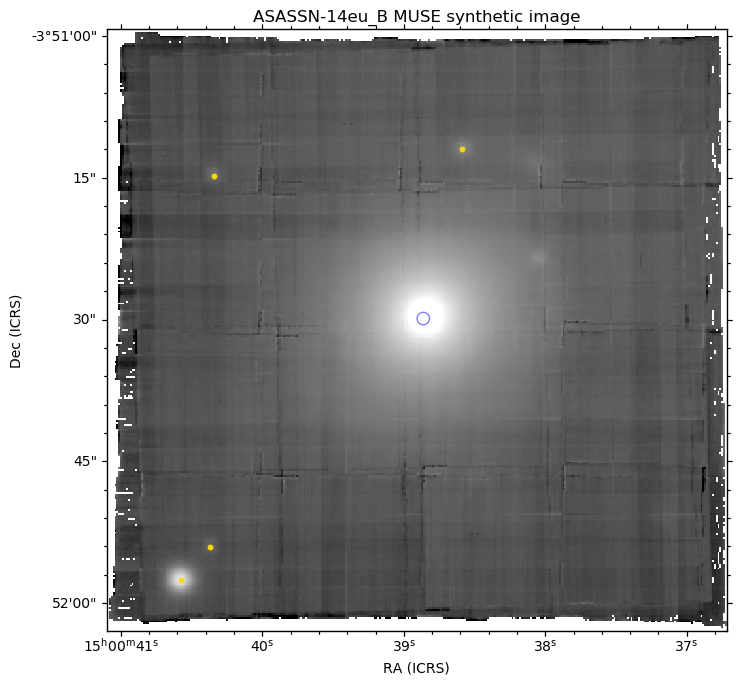 ASASSN-14eu_B MUSE synthetic image
-3°51'00"
15"
30"
45"
52'00"
Dec (ICRS)
15ʰ00ᵐ41ˢ 40ˢ 39ˢ 38ˢ 37ˢ
RA (ICRS)